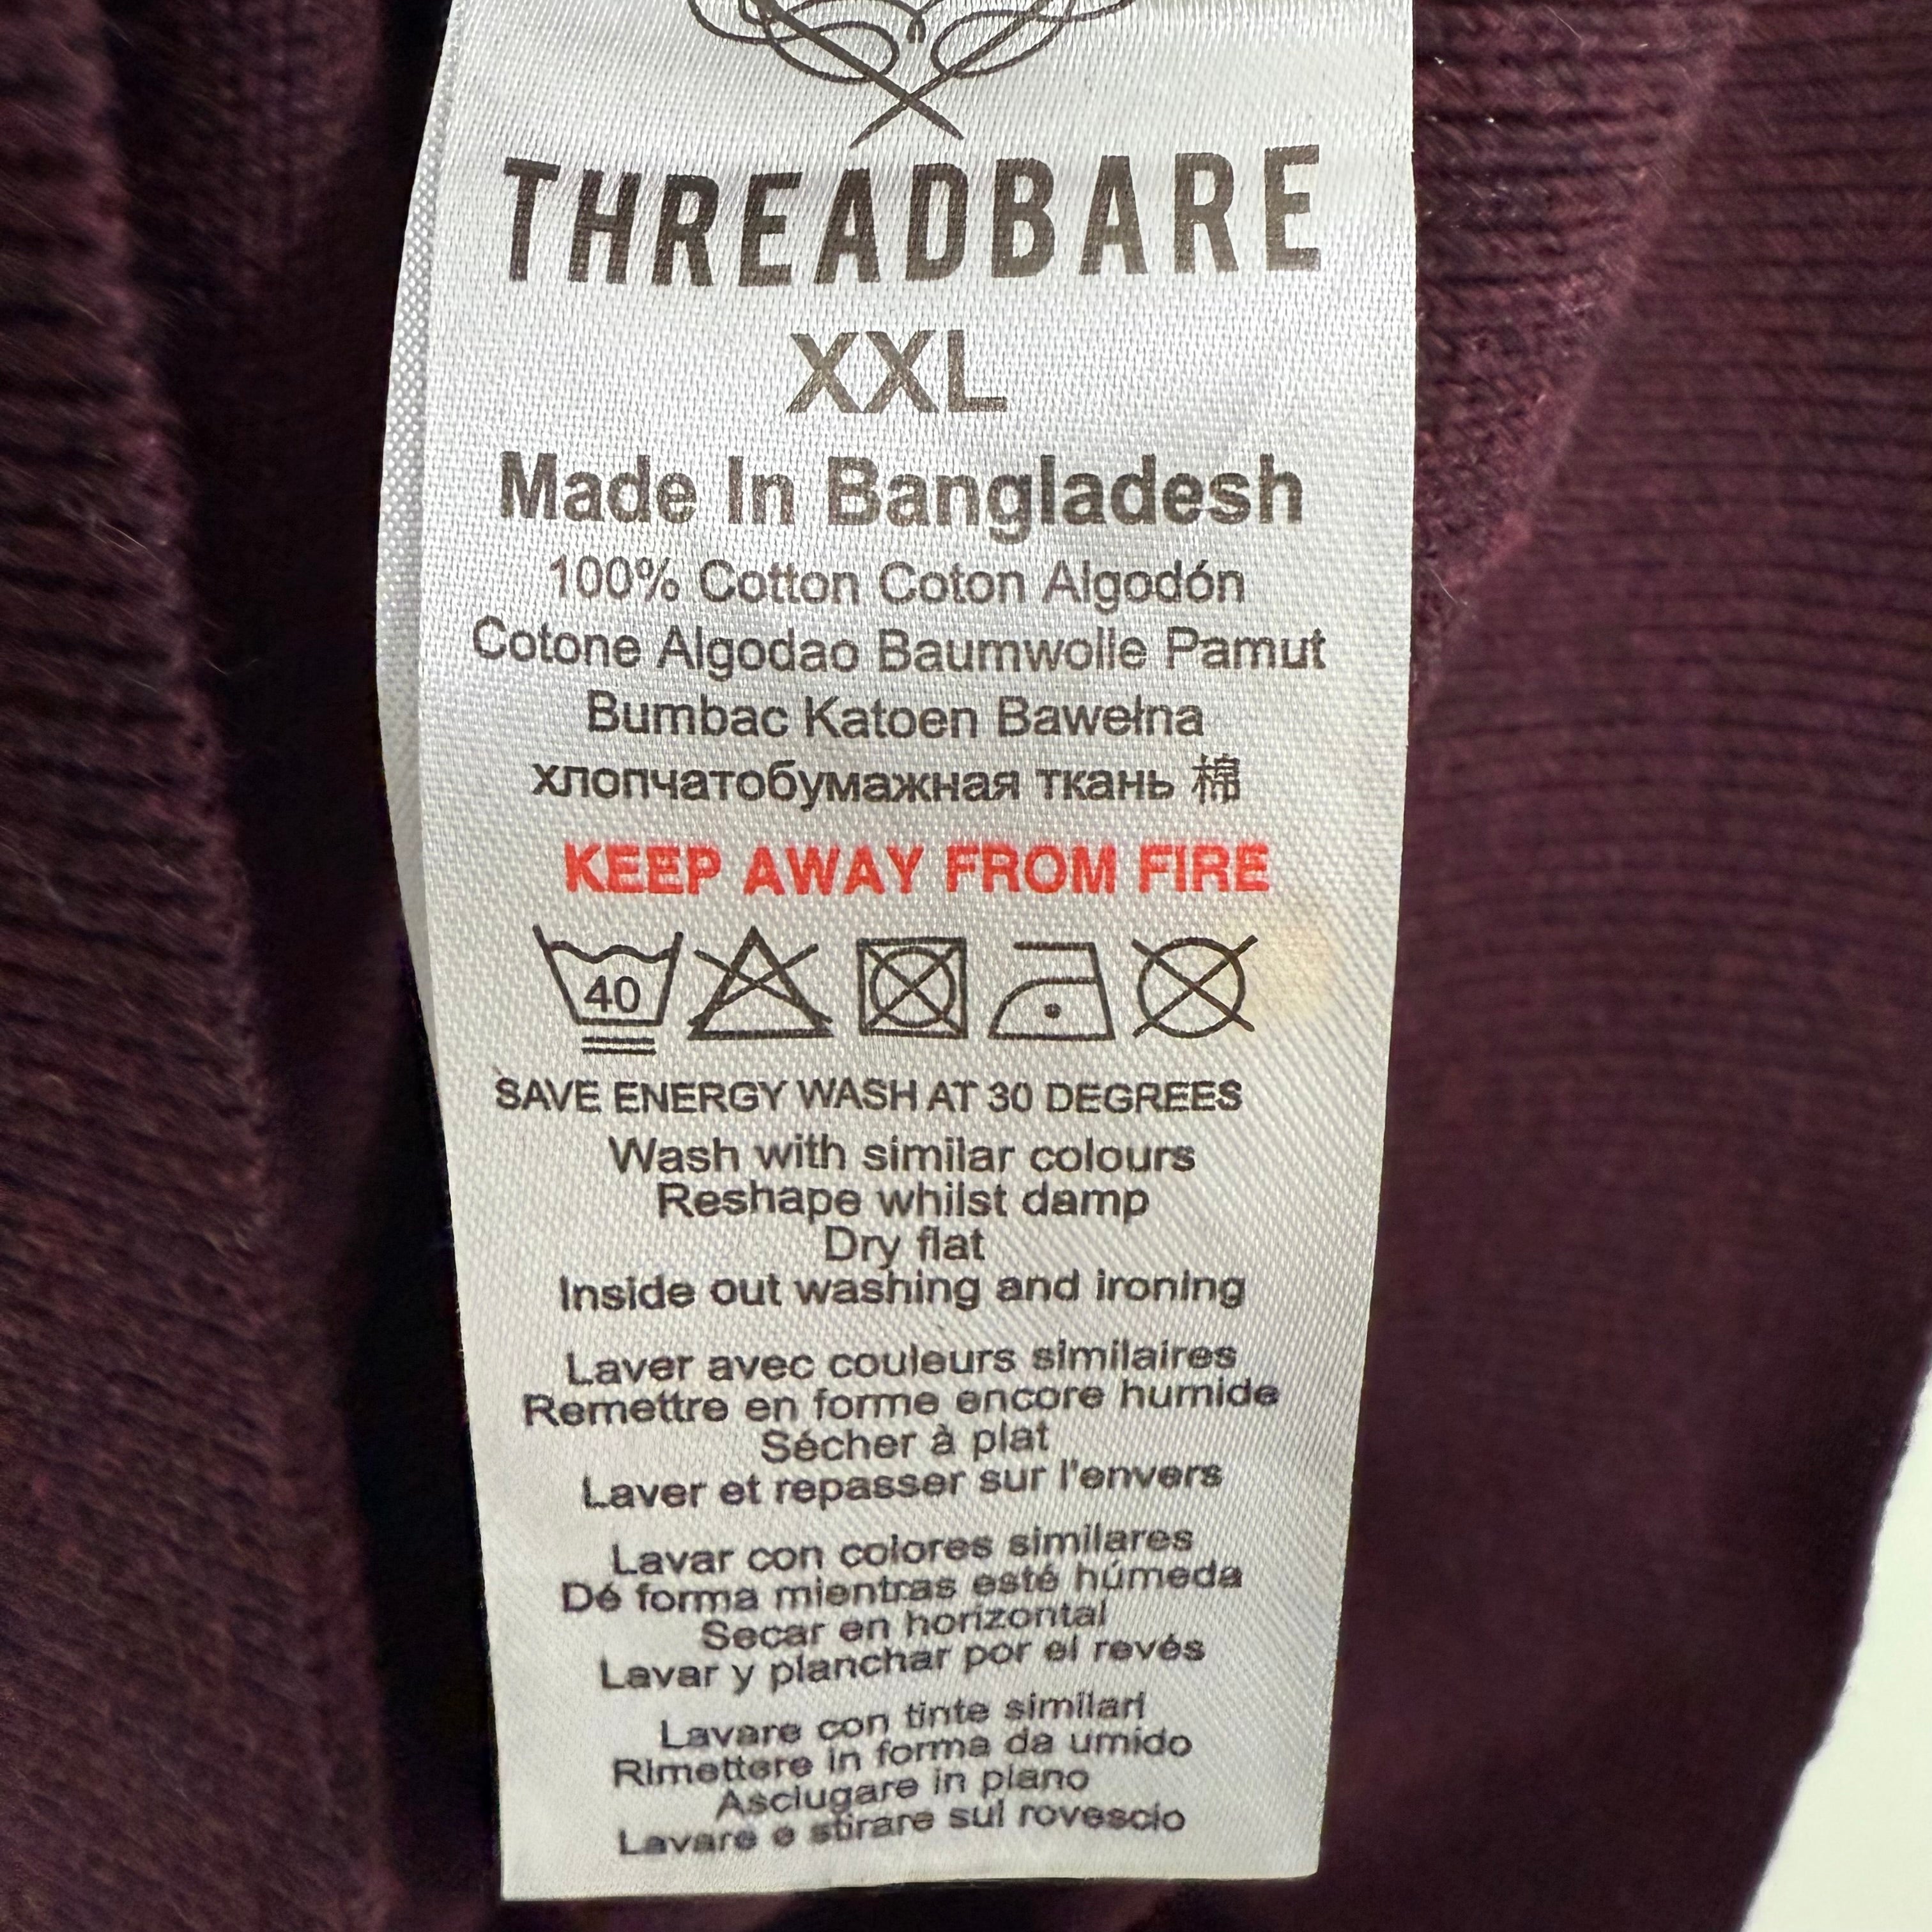 THREADBARE
XXL
Made In Bangladesh
100% Cotton Coton Algodón
Cotone Algodao Baumwolle Pamut
Bumbac Katoen Bawełna
хлопчатобумажная ткань 棉
KEEP AWAY FROM FIRE
40
SAVE ENERGY WASH AT 30 DEGREES
Wash with similar colours
Reshape whilst damp
Dry flat
Inside out washing and ironing
Laver avec couleurs similaires
Remettre en forme encore humide
Sécher à plat
Laver et repasser sur l'envers
Lavar con colores similares
Dé forma mientras esté húmeda
Secar en horizontal
Lavar y planchar por el revés
Lavare con tinte similari
Rimettere in forma da umido
Asciugare in piano
Lavare e stirare sul rovescio